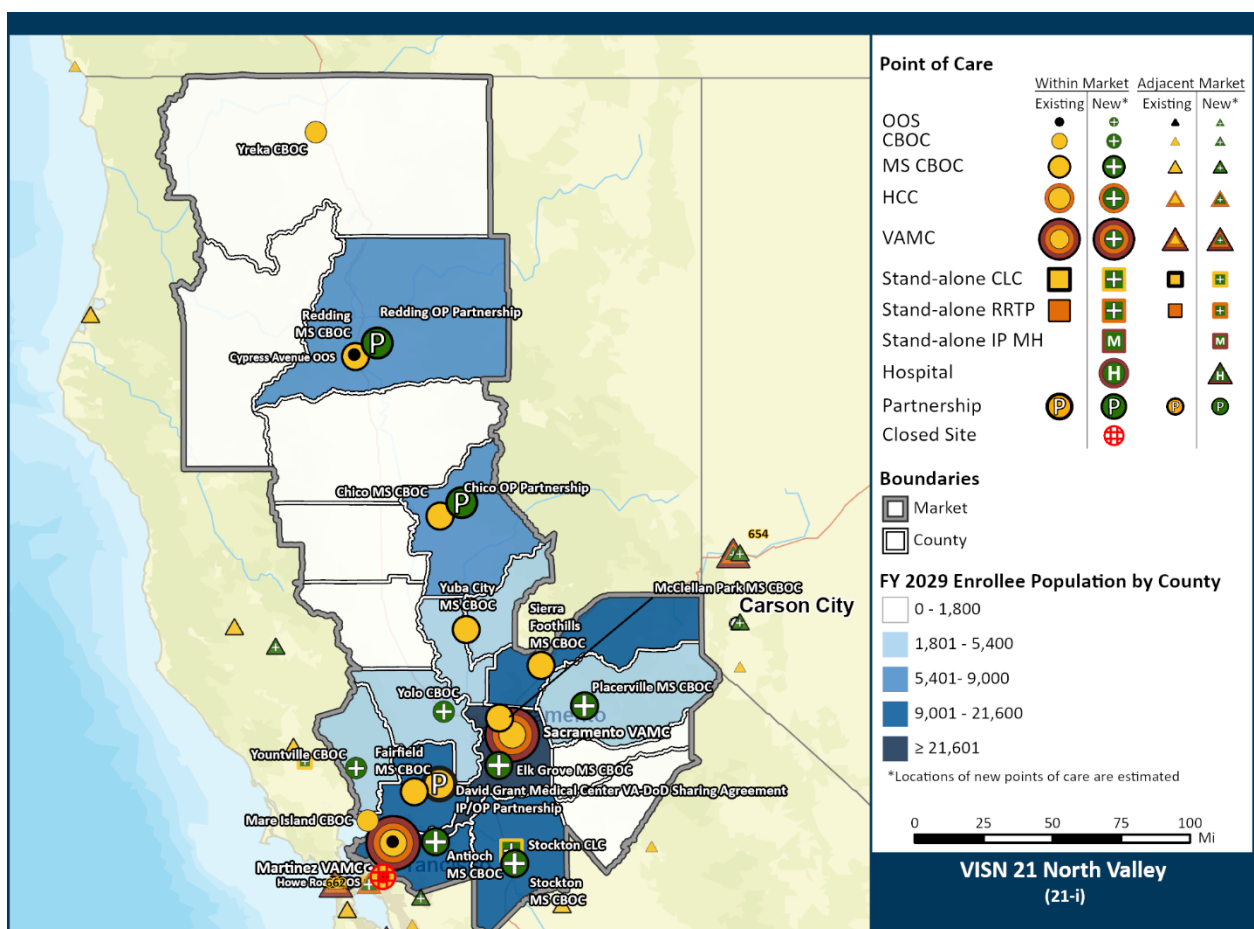 Yreka CBOC
Redding
MS CBOC
Redding OP Partnership
Cypress Avenue OOS
P
Chico MS CBOC
Chico OP Partnership
P
Yuba City
MS CBOC
Sierra
Foothills
MS CBOC
McClellan Park MS CBOC
654
Carson City
Placerville MS CBOC
Yolo CBOC
Sacramento VAMC
Yountville CBOC
Fairfield
MS CBOC
P
Elk Grove MS CBOC
David Grant Medical Center VA-DoD Sharing Agreement
IP/OP Partnership
Mare Island CBOC
Martinez VAMC
Antioch
MS CBOC
Stockton CLC
Stockton
MS CBOC
662
Point of Care
Within Market Adjacent Market
Existing New* Existing New*
OOS
CBOC
MS CBOC
HCC
VAMC
Stand-alone CLC
Stand-alone RRTP
Stand-alone IP MH M M
Hospital H H
Partnership P P P P
Closed Site
Boundaries
Market
County
FY 2029 Enrollee Population by County
0 - 1,800
1,801 - 5,400
5,401- 9,000
9,001 - 21,600
≥ 21,601
*Locations of new points of care are estimated
0 25 50 75 100
Mi
VISN 21 North Valley
(21-i)